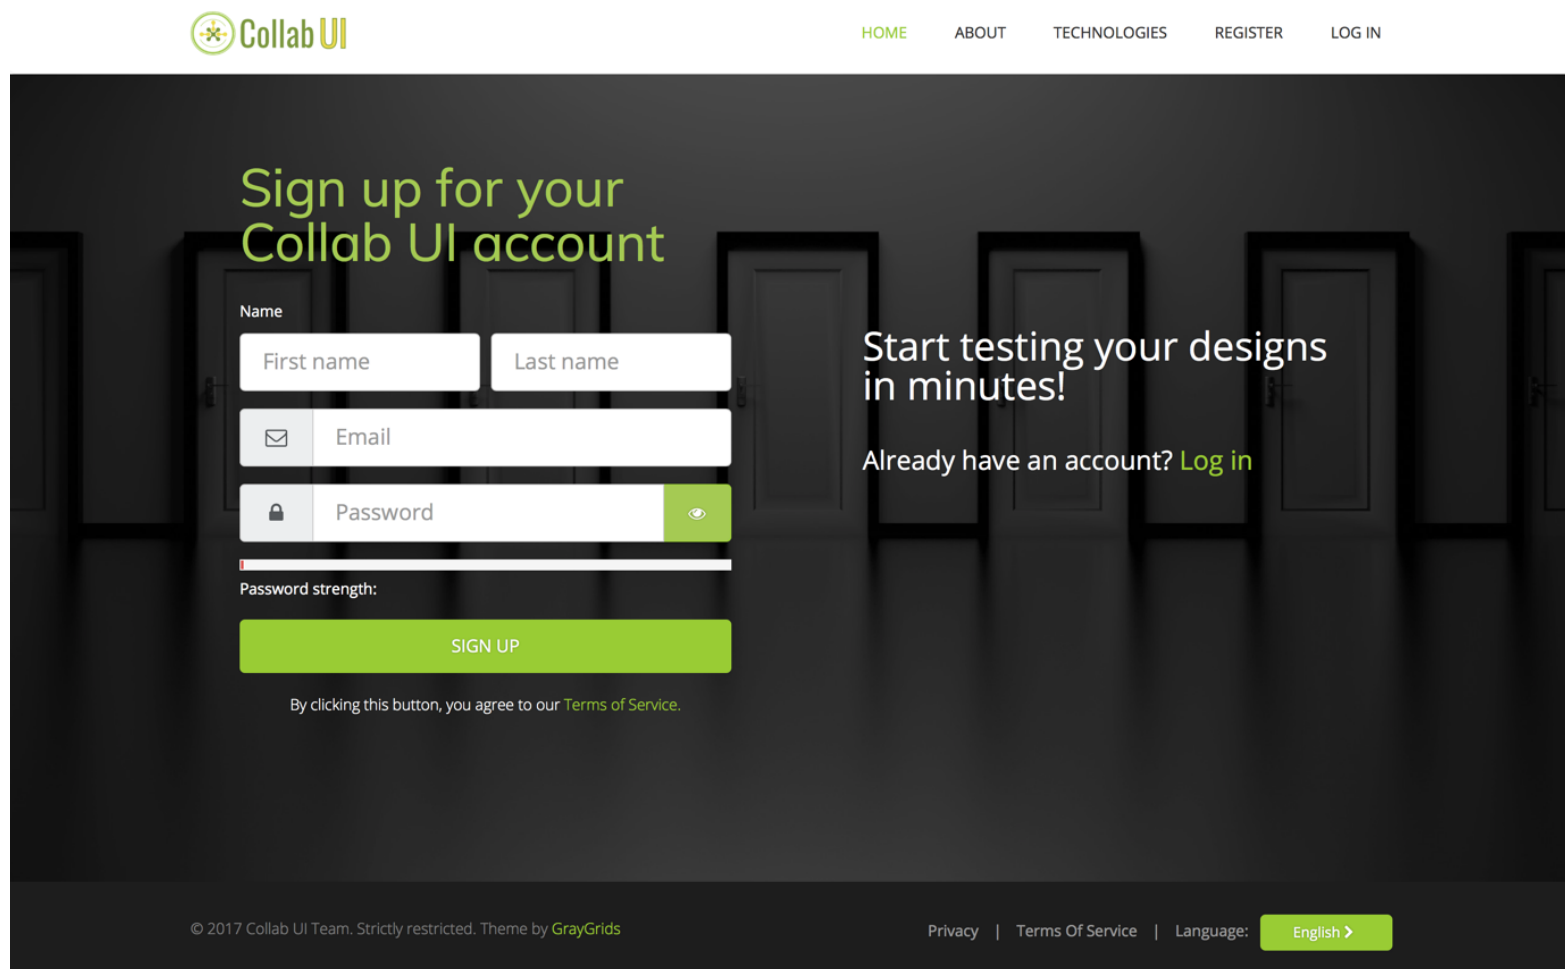 Collab UI
HOME ABOUT TECHNOLOGIES REGISTER LOG IN
Sign up for your
Collab UI account
Name
First name Last name
Email
Password
Password strength:
SIGN UP
By clicking this button, you agree to our Terms of Service.
Start testing your designs
in minutes!
Already have an account? Log in
© 2017 Collab UI Team. Strictly restricted. Theme by GrayGrids
Privacy | Terms Of Service | Language: English